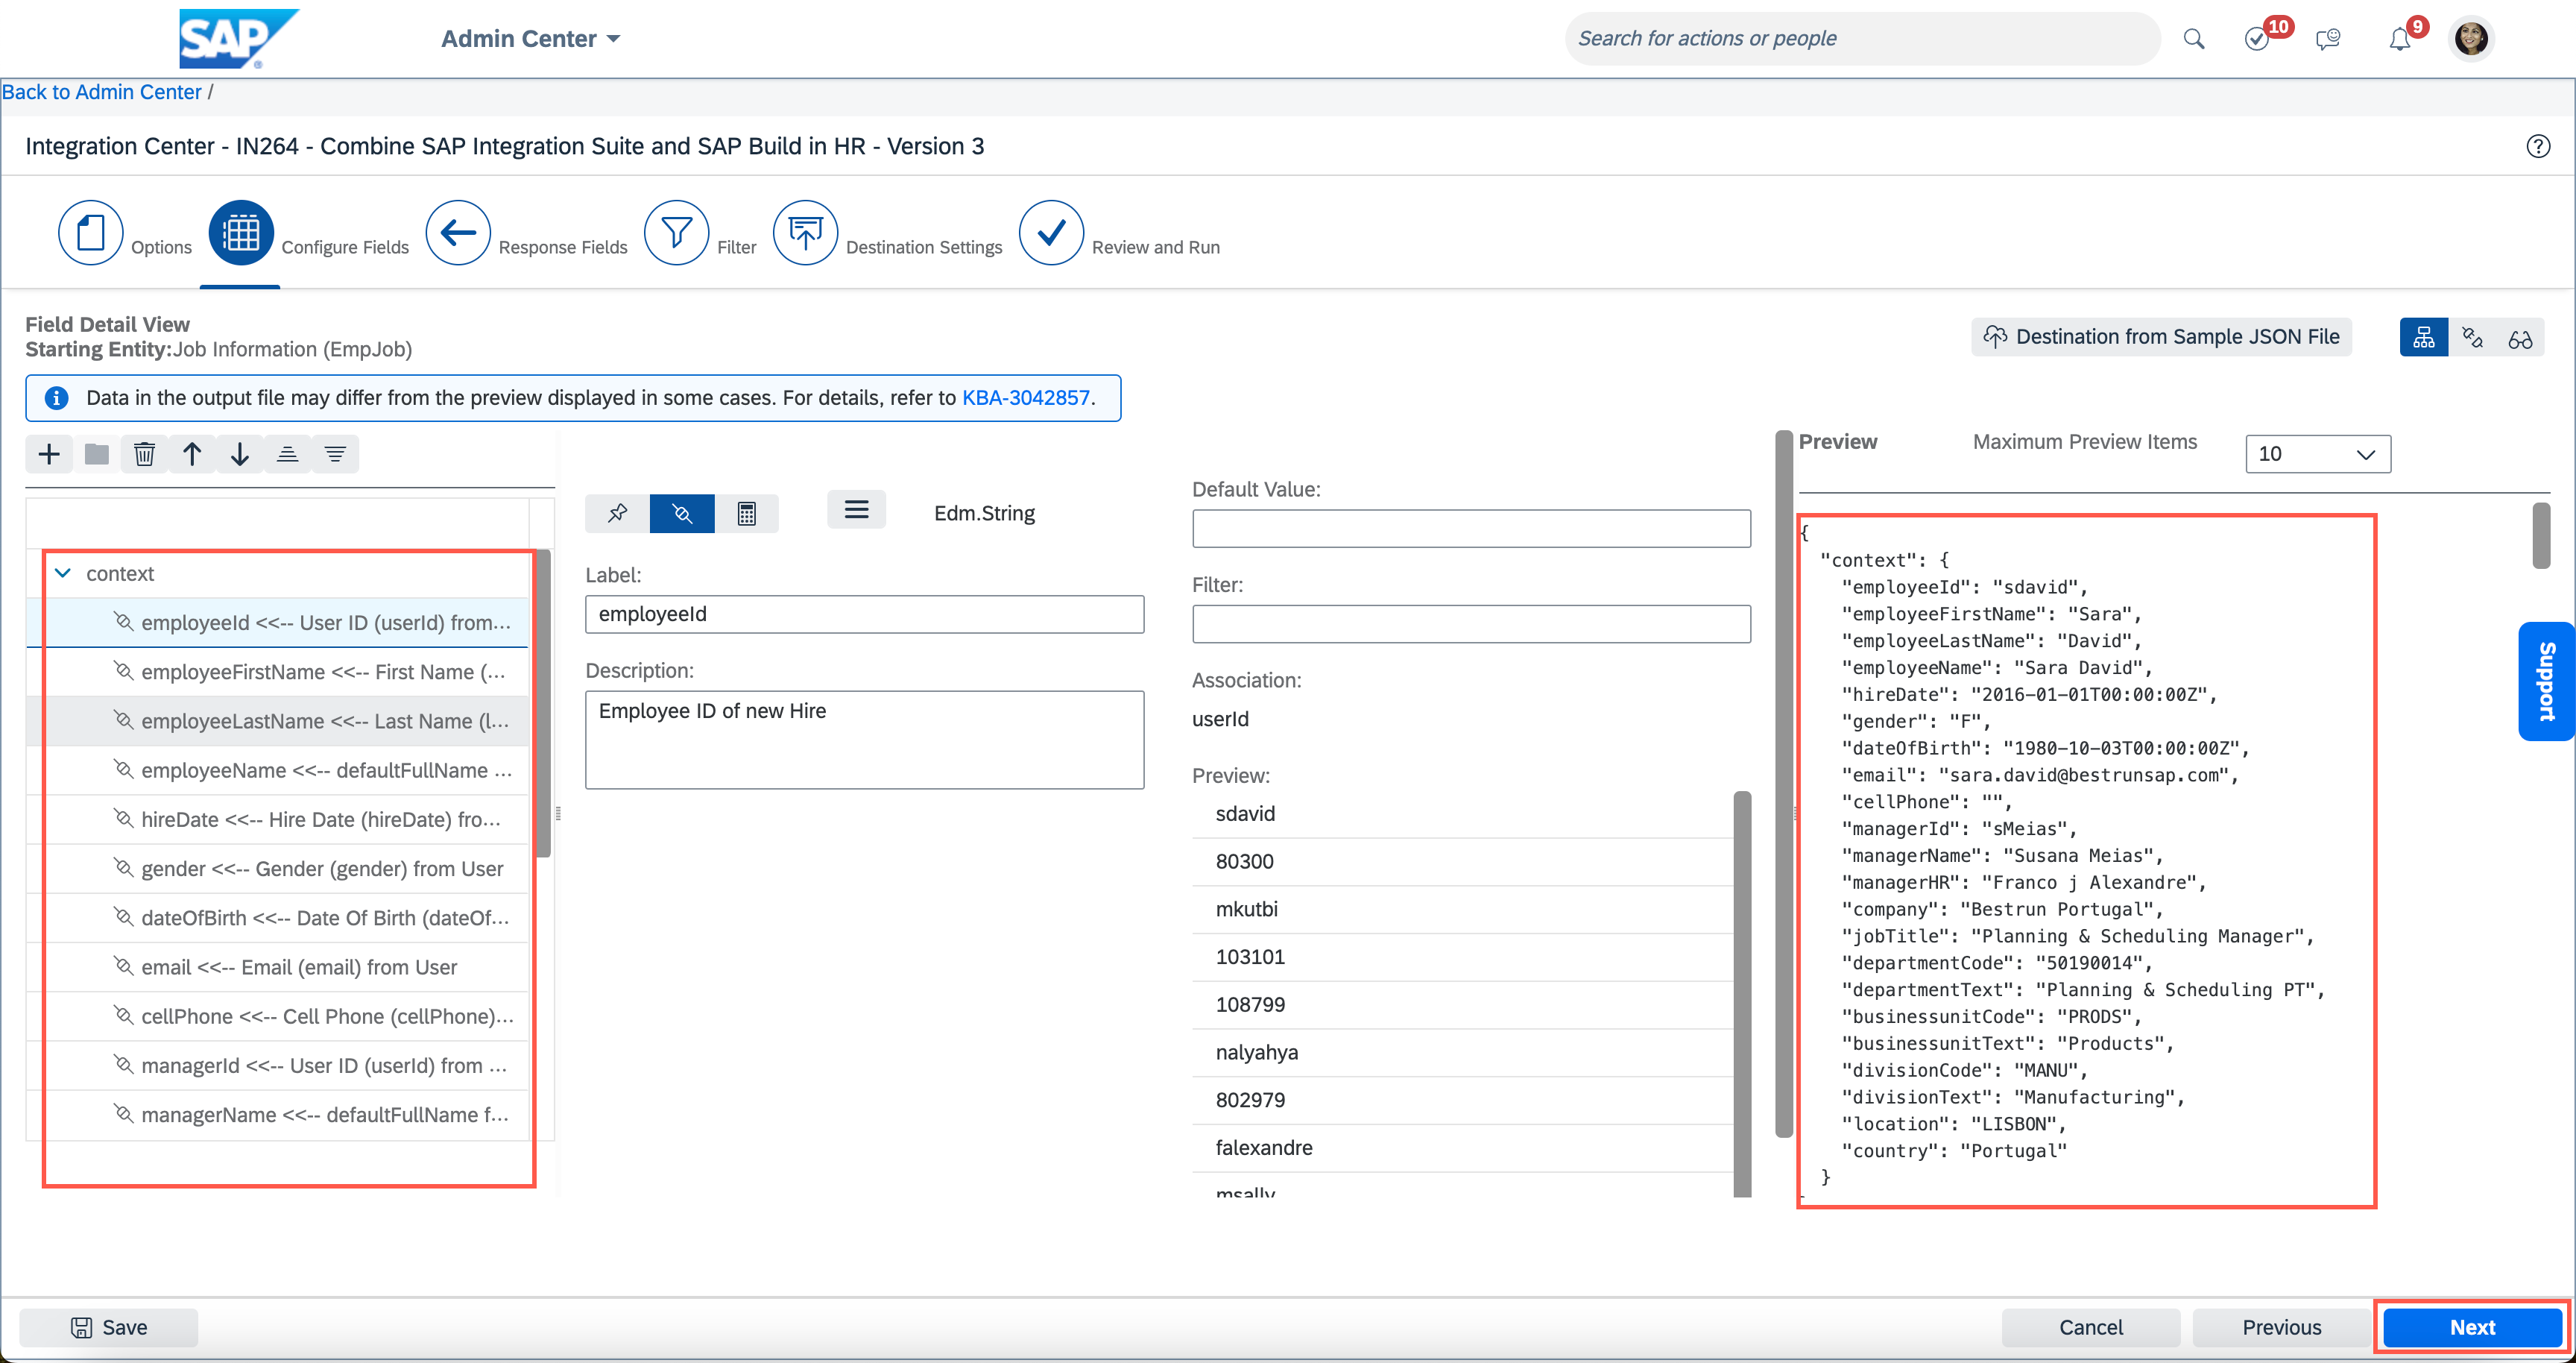 SAP
Admin Center
Search for actions or people
10
9
Back to Admin Center /
Integration Center - IN264 - Combine SAP Integration Suite and SAP Build in HR - Version 3
Options
Configure Fields
Response Fields
Filter
Destination Settings
Review and Run
Field Detail View
Starting Entity:Job Information (EmpJob)
Destination from Sample JSON File
Data in the output file may differ from the preview displayed in some cases. For details, refer to KBA-3042857.
context
employeeId <<-- User ID (userId) from...
employeeFirstName <<-- First Name (...
employeeLastName <<-- Last Name (l...
employeeName <<-- defaultFullName ...
hireDate <<-- Hire Date (hireDate) fro...
gender <<-- Gender (gender) from User
dateOfBirth <<-- Date Of Birth (dateOf...
email <<-- Email (email) from User
cellPhone <<-- Cell Phone (cellPhone)...
managerId <<-- User ID (userId) from ...
managerName <<-- defaultFullName f...
Edm.String
Label:
employeeId
Description:
Employee ID of new Hire
Default Value:
Filter:
Association:
userId
Preview:
sdavid
80300
mkutbi
103101
108799
nalyahya
802979
falexandre
msally
Preview
Maximum Preview Items
10
{
"context": {
"employeeId": "sdavid",
"employeeFirstName": "Sara",
"employeeLastName": "David",
"employeeName": "Sara David",
"hireDate": "2016-01-01T00:00:00Z",
"gender": "F",
"dateOfBirth": "1980-10-03T00:00:00Z",
"email": "sara.david@bestrunsap.com",
"cellPhone": "",
"managerId": "sMeias",
"managerName": "Susana Meias",
"managerHR": "Franco j Alexandre",
"company": "Bestrun Portugal",
"jobTitle": "Planning & Scheduling Manager",
"departmentCode": "50190014",
"departmentText": "Planning & Scheduling PT",
"businessunitCode": "PRODS",
"businessunitText": "Products",
"divisionCode": "MANU",
"divisionText": "Manufacturing",
"location": "LISBON",
"country": "Portugal"
}
Support
Save
Cancel
Previous
Next